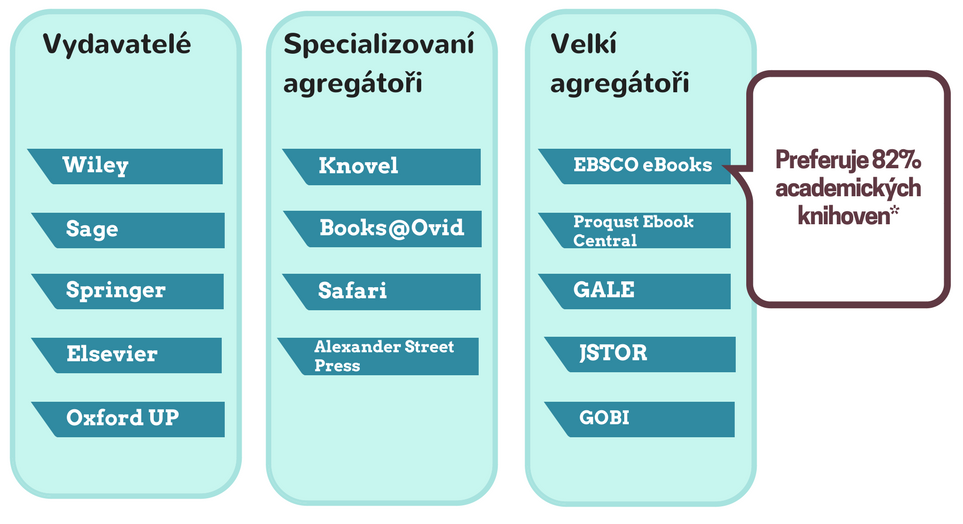 Vydavatelé
Wiley
Sage
Springer
Elsevier
Oxford UP
Specializovaní
agregátoři
Knovel
Books@Ovid
Safari
Alexander Street
Press
Velkí
agregátoři
EBSCO eBooks
Proqust Ebook
Central
GALE
JSTOR
GOBI
Preferuje 82%
academických
knihoven*